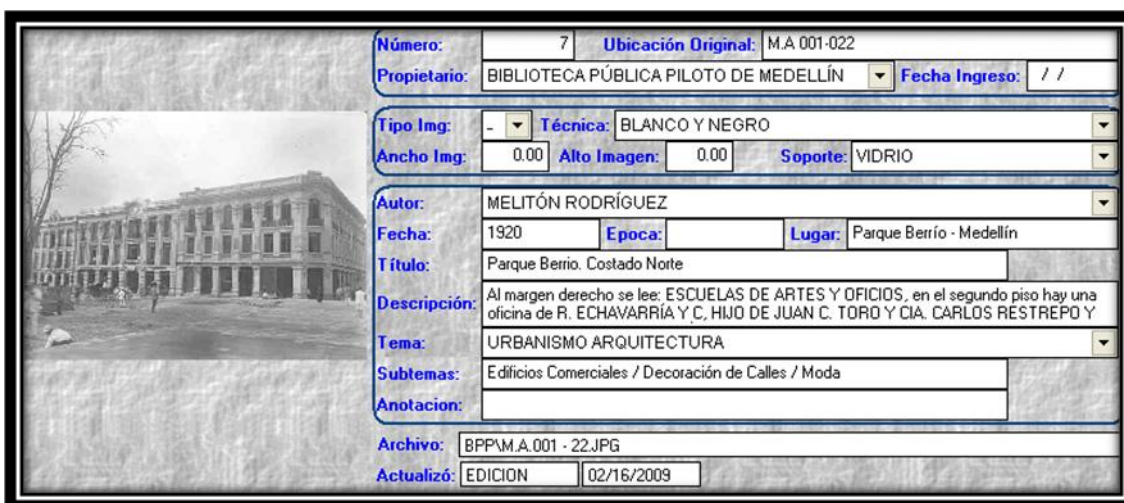 Número: 7 Ubicación Original: M.A 001-022
Propietario: BIBLIOTECA PÚBLICA PILOTO DE MEDELLÍN Fecha Ingreso: / /
Tipo Img: - Técnica: BLANCO Y NEGRO
Ancho Img: 0.00 Alto Imagen: 0.00 Soporte: VIDRIO
Autor: MELITÓN RODRÍGUEZ
Fecha: 1920 Epoca: Lugar: Parque Berrío - Medellín
Título: Parque Berrio. Costado Norte
Descripción: Al margen derecho se lee: ESCUELAS DE ARTES Y OFICIOS, en el segundo piso hay una
oficina de R. ECHAVARRÍA Y C, HIJO DE JUAN C. TORO Y CIA. CARLOS RESTREPO Y
Tema: URBANISMO ARQUITECTURA
Subtemas: Edificios Comerciales / Decoración de Calles / Moda
Anotacion:
Archivo: BPP\M.A.001 - 22.JPG
Actualizó: EDICION 02/16/2009